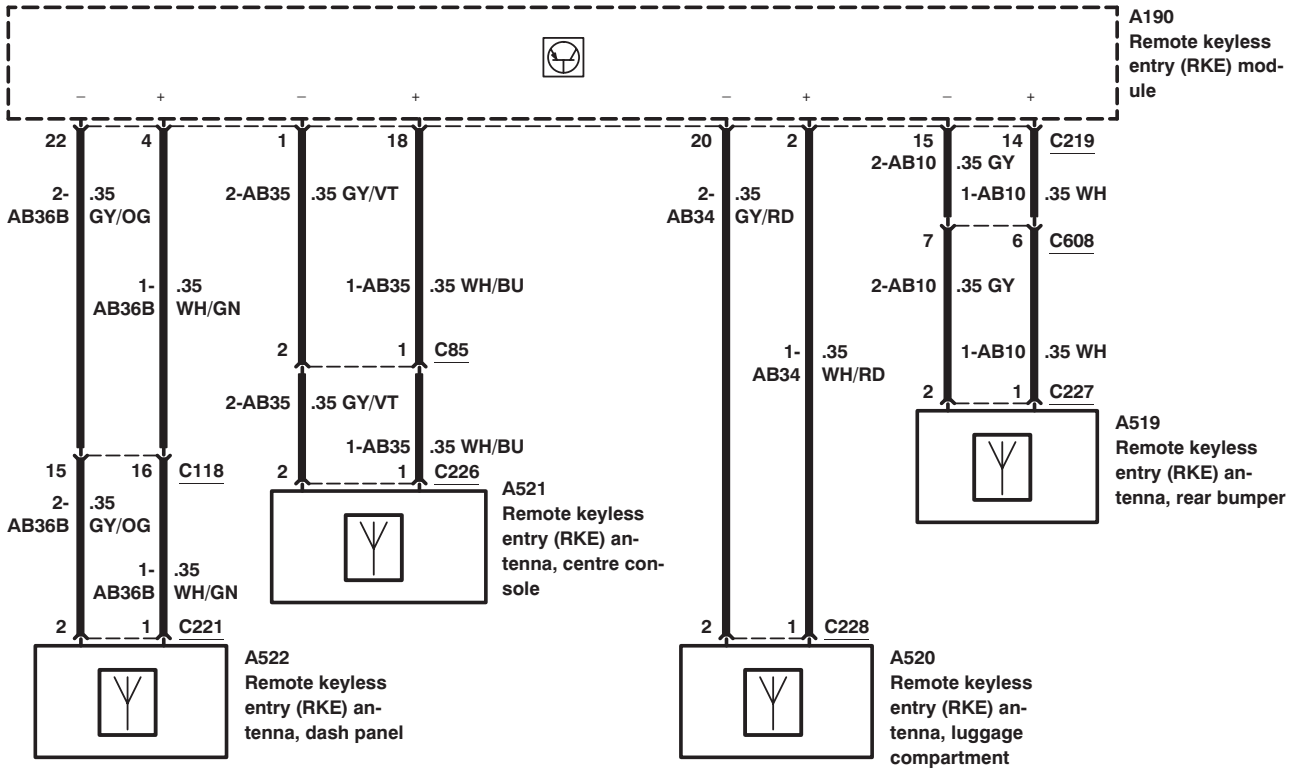 A190
Remote keyless
entry (RKE) mod-
ule
– + – + – + – +
22 4 1 18 20 2 15 14 C219
2-AB10 .35 GY
2- .35
AB36B GY/OG
2-AB35 .35 GY/VT
2- .35
AB34 GY/RD
1-AB10 .35 WH
7 6 C608
1- .35
AB36B WH/GN
1-AB35 .35 WH/BU
2-AB10 .35 GY
2 1 C85
1- .35
AB34 WH/RD
1-AB10 .35 WH
2-AB35 .35 GY/VT
2 1 C227
A519
Remote keyless
entry (RKE) an-
tenna, rear bumper
1-AB35 .35 WH/BU
15 16 C118
2 1 C226
A521
Remote keyless
entry (RKE) an-
tenna, centre con-
sole
2- .35
AB36B GY/OG
1- .35
AB36B WH/GN
2 1 C221
2 1 C228
A522
Remote keyless
entry (RKE) an-
tenna, dash panel
A520
Remote keyless
entry (RKE) an-
tenna, luggage
compartment